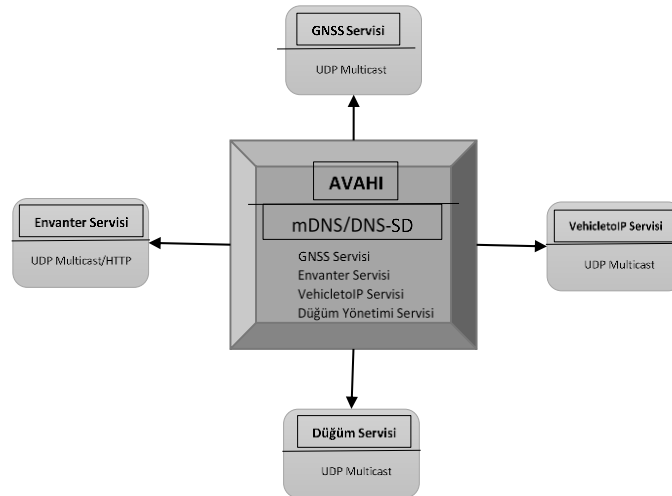 GNSS Servisi
UDP Multicast
AVAHI
mDNS/DNS-SD
GNSS Servisi
Envanter Servisi
VehicletoIP Servisi
Düğüm Yönetimi Servisi
Envanter Servisi
UDP Multicast/HTTP
VehicletoIP Servisi
UDP Multicast
Düğüm Servisi
UDP Multicast